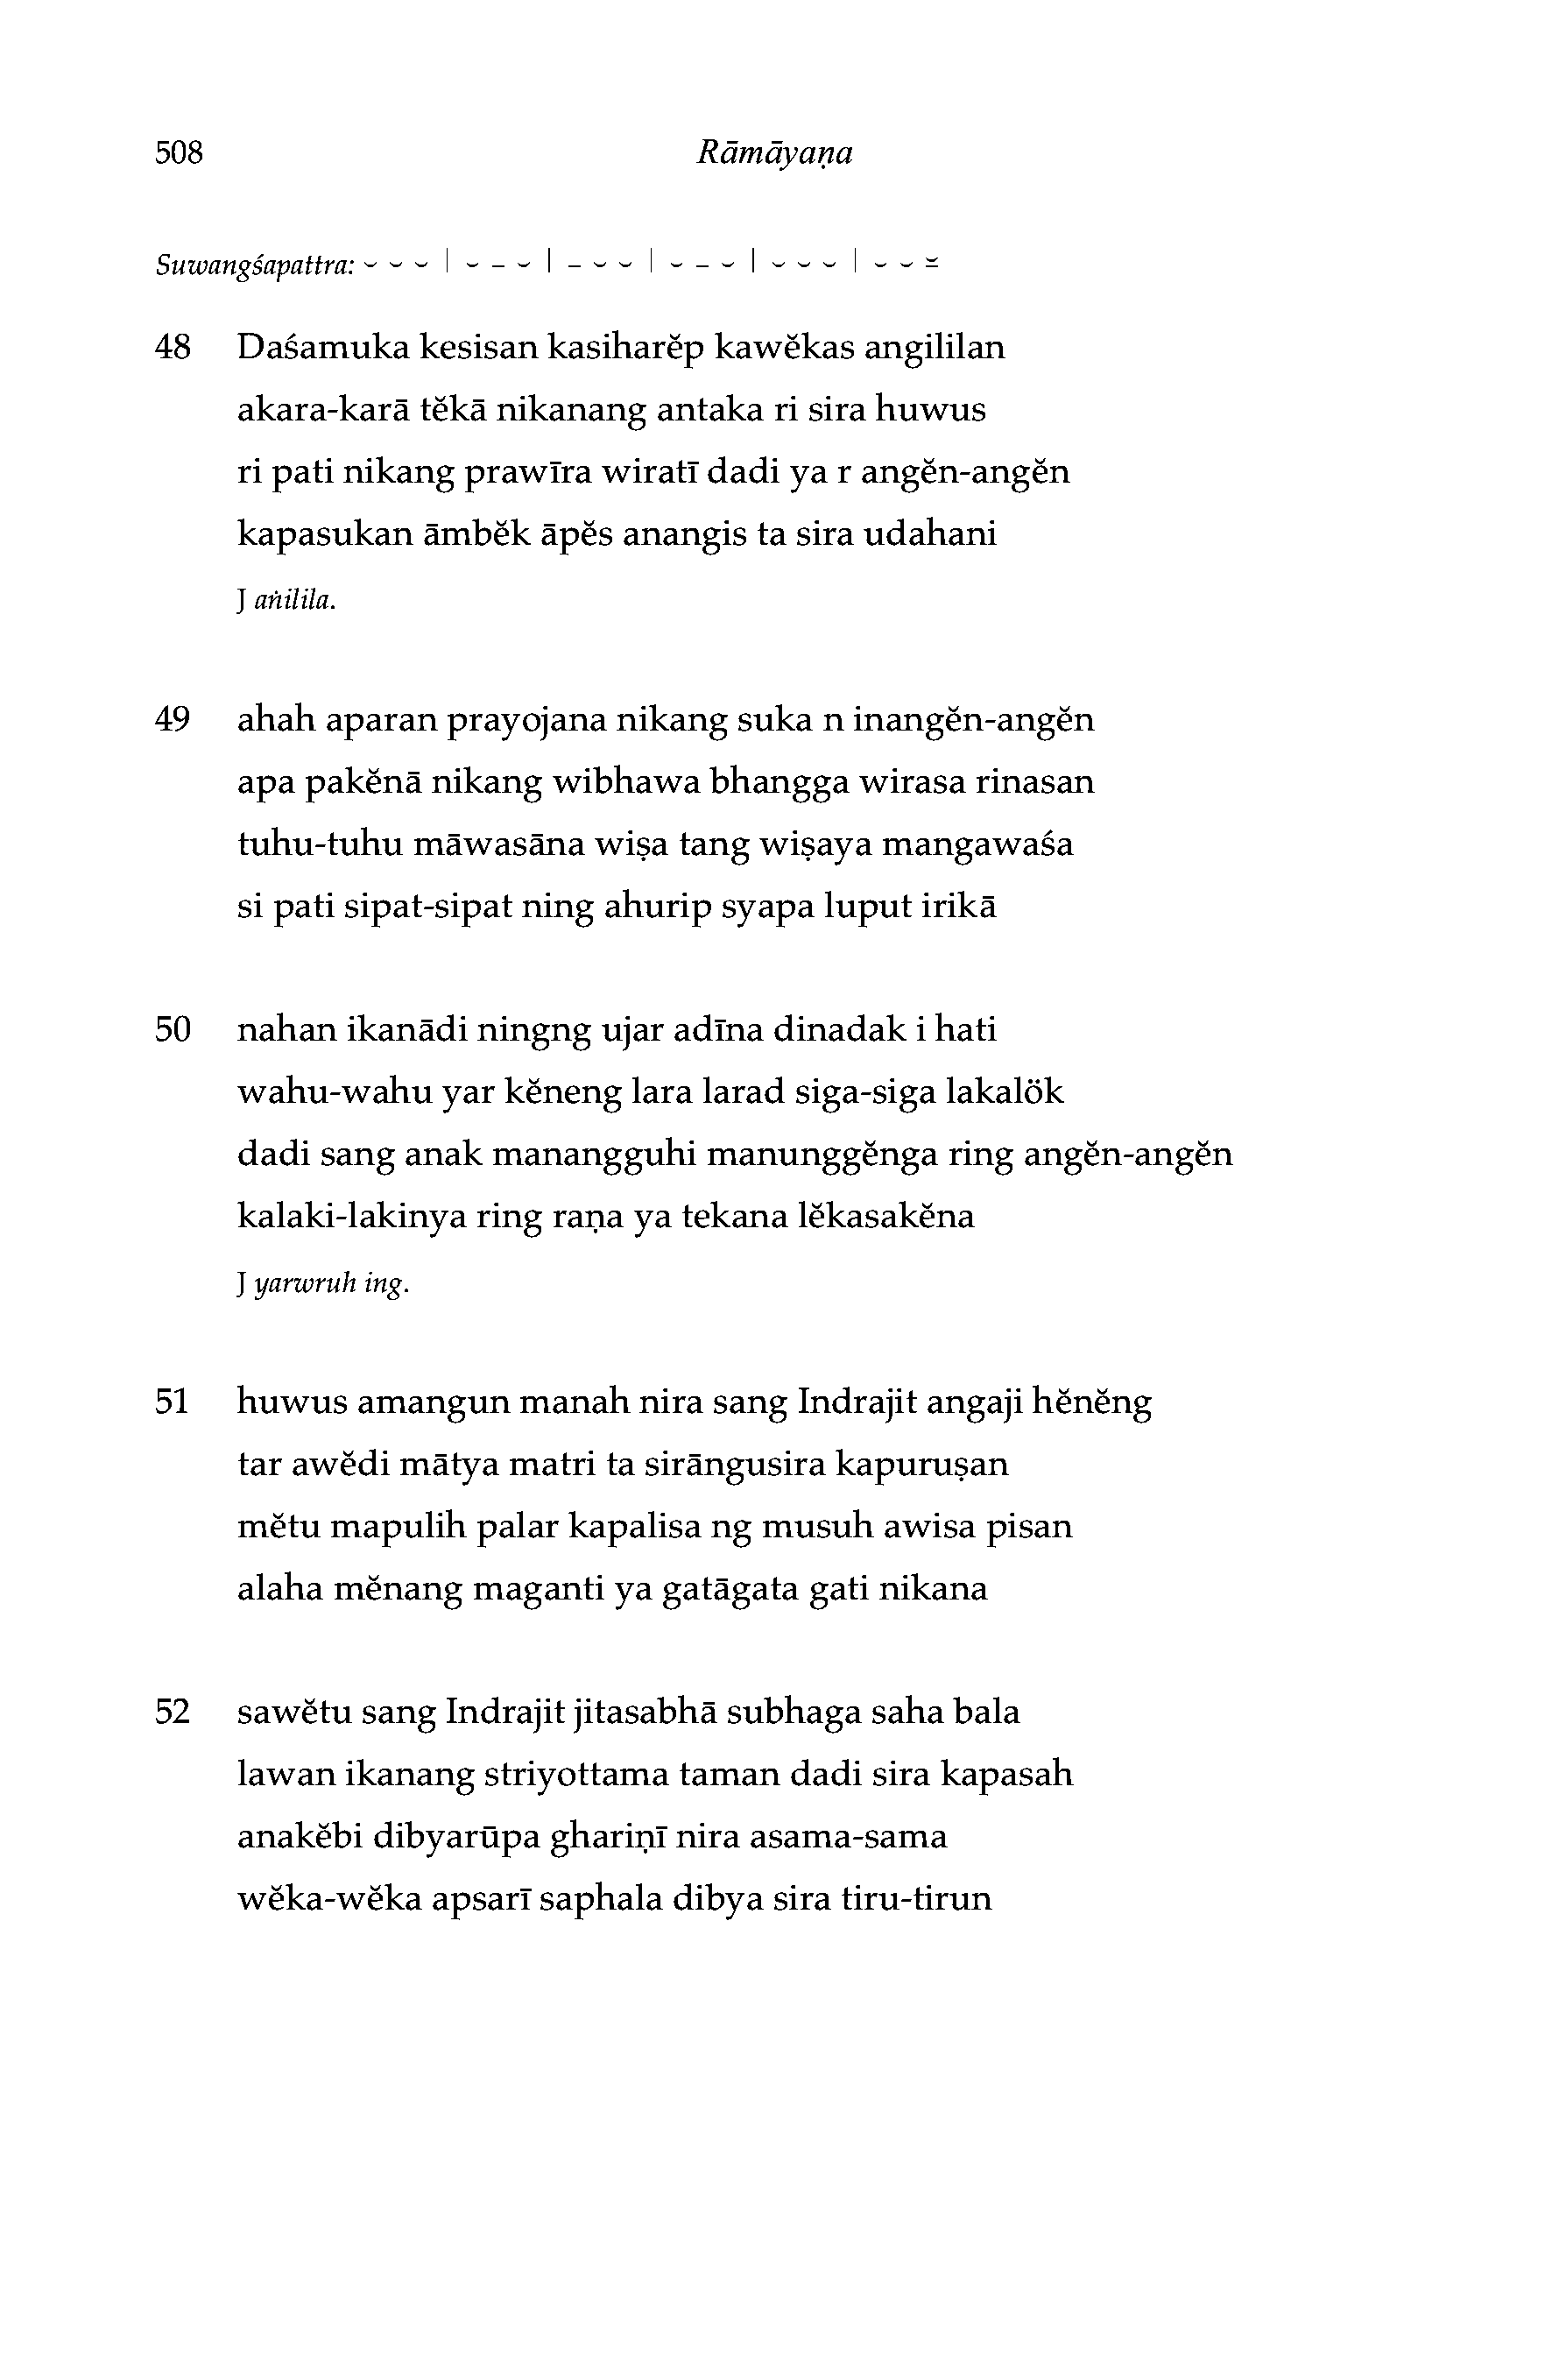 508 Rāmāyaṇa
Suwangśapattra: ⏑ ⏑ ⏑ | ⏑ – ⏑ | – ⏑ ⏑ | ⏑ – ⏑ | ⏑ ⏑ ⏑ | ⏑ ⏑ ⏓
48 Daśamuka kesisan kasiharĕp kawĕkas angililan
akara-karā tĕkā nikanang antaka ri sira huwus
ri pati nikang prawīra wiratī dadi ya r angĕn-angĕn
kapasukan āmbĕk āpĕs anangis ta sira udahani
J aṅilila.
49 ahah aparan prayojana nikang suka n inangĕn-angĕn
apa pakĕnā nikang wibhawa bhangga wirasa rinasan
tuhu-tuhu māwasāna wiṣa tang wiṣaya mangawaśa
si pati sipat-sipat ning ahurip syapa luput irikā
50 nahan ikanādi ningng ujar adīna dinadak i hati
wahu-wahu yar kĕneng lara larad siga-siga lakalök
dadi sang anak manangguhi manunggĕnga ring angĕn-angĕn
kalaki-lakinya ring raṇa ya tekana lĕkasakĕna
J yarwruh ing.
51 huwus amangun manah nira sang Indrajit angaji hĕnĕng
tar awĕdi mātya matri ta sirāngusira kapuruṣan
mĕtu mapulih palar kapalisa ng musuh awisa pisan
alaha mĕnang maganti ya gatāgata gati nikana
52 sawĕtu sang Indrajit jitasabhā subhaga saha bala
lawan ikanang striyottama taman dadi sira kapasah
anakĕbi dibyarūpa ghariṇī nira asama-sama
wĕka-wĕka apsarī saphala dibya sira tiru-tirun